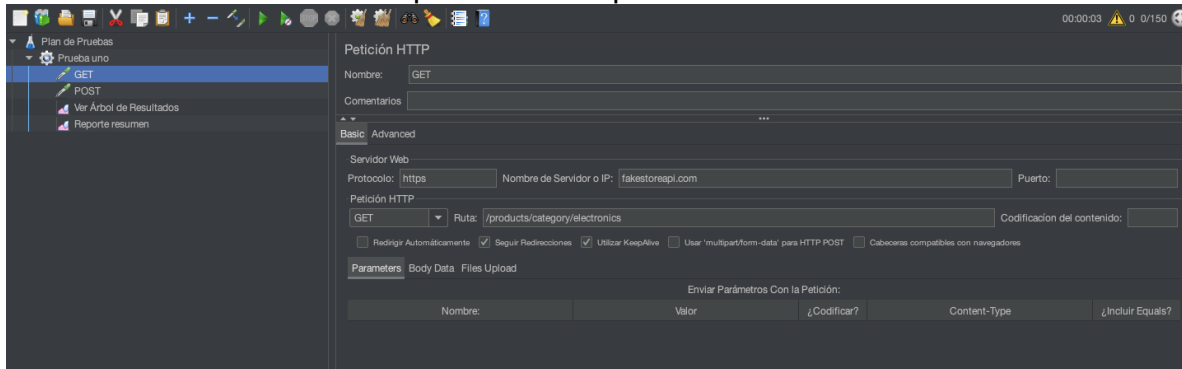 00:00:03 0 0/150
Plan de Pruebas
Prueba uno
GET
POST
Ver Árbol de Resultados
Reporte resumen
Petición HTTP
Nombre: GET
Comentarios
Basic Advanced
Servidor Web
Protocolo: https Nombre de Servidor o IP: fakestoreapi.com Puerto:
Petición HTTP
GET Ruta: /products/category/electronics Codificacíon del contenido:
Redirigir Automáticamente Seguir Redirecciones Utilizar KeepAlive Usar 'multipart/form-data' para HTTP POST Cabeceras compatibles con navegadores
Parameters Body Data Files Upload
Enviar Parámetros Con la Petición:
Nombre: Valor ¿Codificar? Content-Type ¿Incluir Equals?